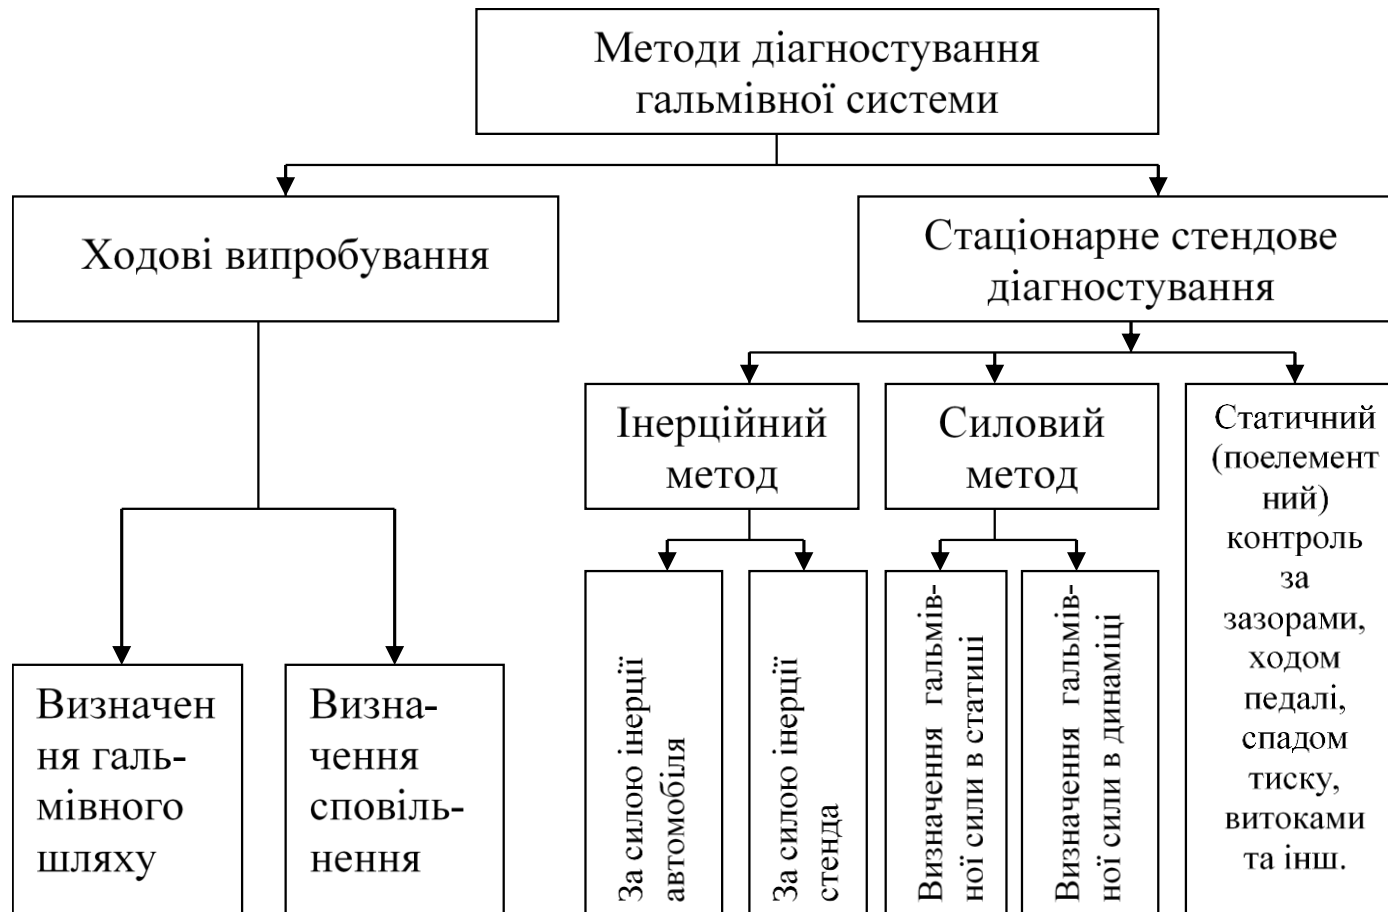 Методи діагностування
гальмівної системи
Ходові випробування
Стаціонарне стендове
діагностування
Інерційний
метод
Силовий
метод
Статичний
(поелемент
ний)
контроль
за
зазорами,
ходом
педалі,
спадом
тиску,
витоками
та інш.
Визначен
ня галь-
мівного
шляху
Визна-
чення
сповіль-
нення
За силою інерції
автомобіля
За силою інерції
стенда
Визначення гальмів-
ної сили в статиці
Визначення гальмів-
ної сили в динаміці